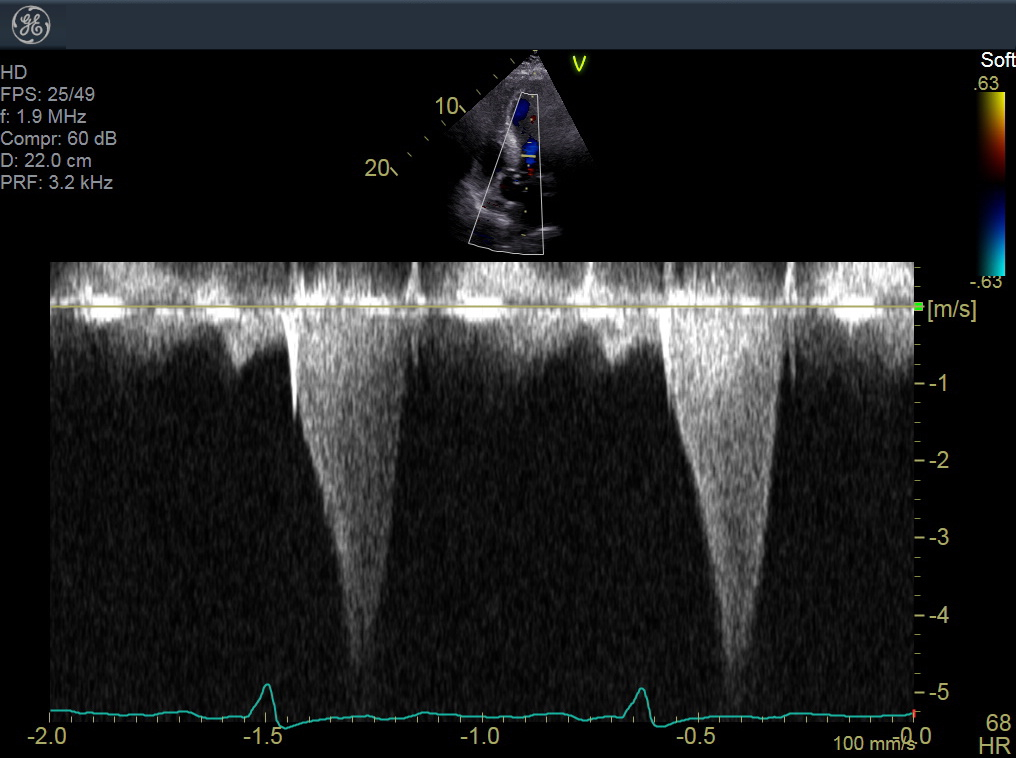 GE
HD
FPS: 25/49
f: 1.9 MHz
Compr: 60 dB
D: 22.0 cm
PRF: 3.2 kHz
10
20
V
Soft
.63
-.63
[m/s]
-1
-2
-3
-4
-5
-2.0
-1.5
-1.0
-0.5
0.0
100 mm/s
68
HR